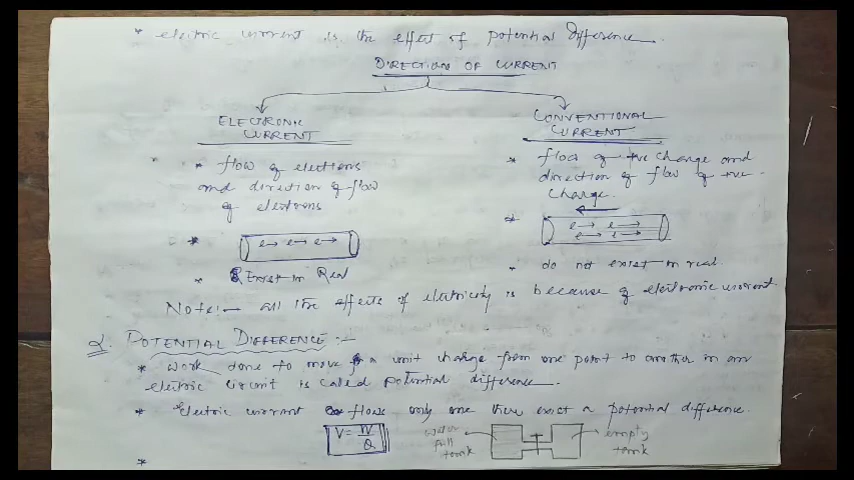 * electric current is the effect of potential difference.
DIRECTION OF CURRENT
ELECTRONIC
CURRENT
* flow of electrons
and direction of flow
of electrons
* e→ e→ e→
* Exist in Real
CONVENTIONAL
CURRENT
* flow of +ve charge and
direction of flow of +ve
charge.
* e→ e→
e→ e→
* do not exist in real.
Note:- all the effects of electricity is because of electronic current
2. POTENTIAL DIFFERENCE :-
* Work done to move a unit charge from one point to another in an
electric circuit is called potential difference.
* Electric current flows only one there exist a potential difference.
V = W/Q
water
full
tank
empty
tank
*